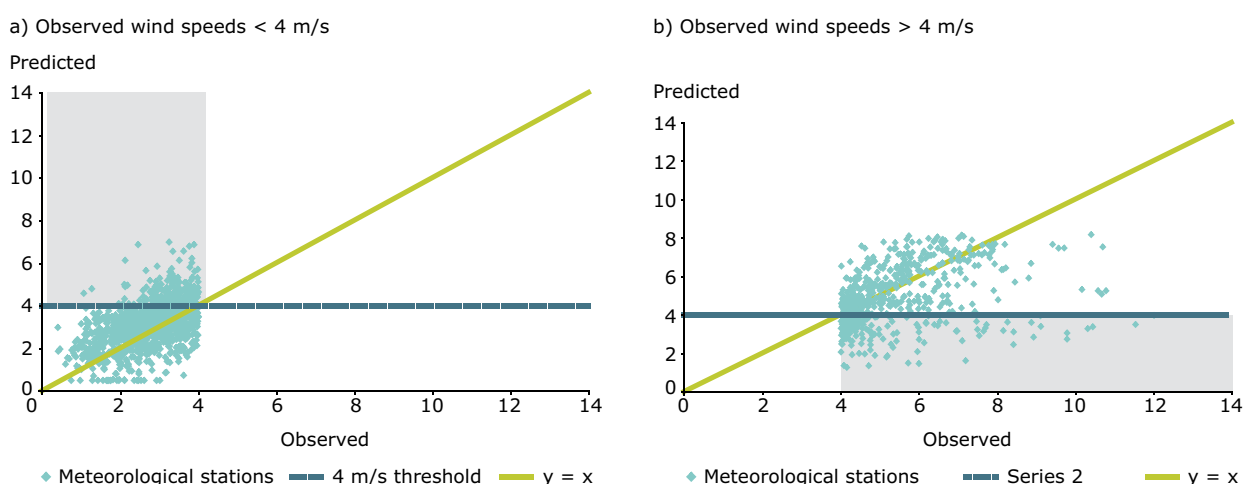 a) Observed wind speeds < 4 m/s
Predicted
14
12
10
8
6
4
2
0
0 2 4 6 8 10 12 14
Observed
Meteorological stations 4 m/s threshold y = x
b) Observed wind speeds > 4 m/s
Predicted
14
12
10
8
6
4
2
0
0 2 4 6 8 10 12 14
Observed
Meteorological stations Series 2 y = x